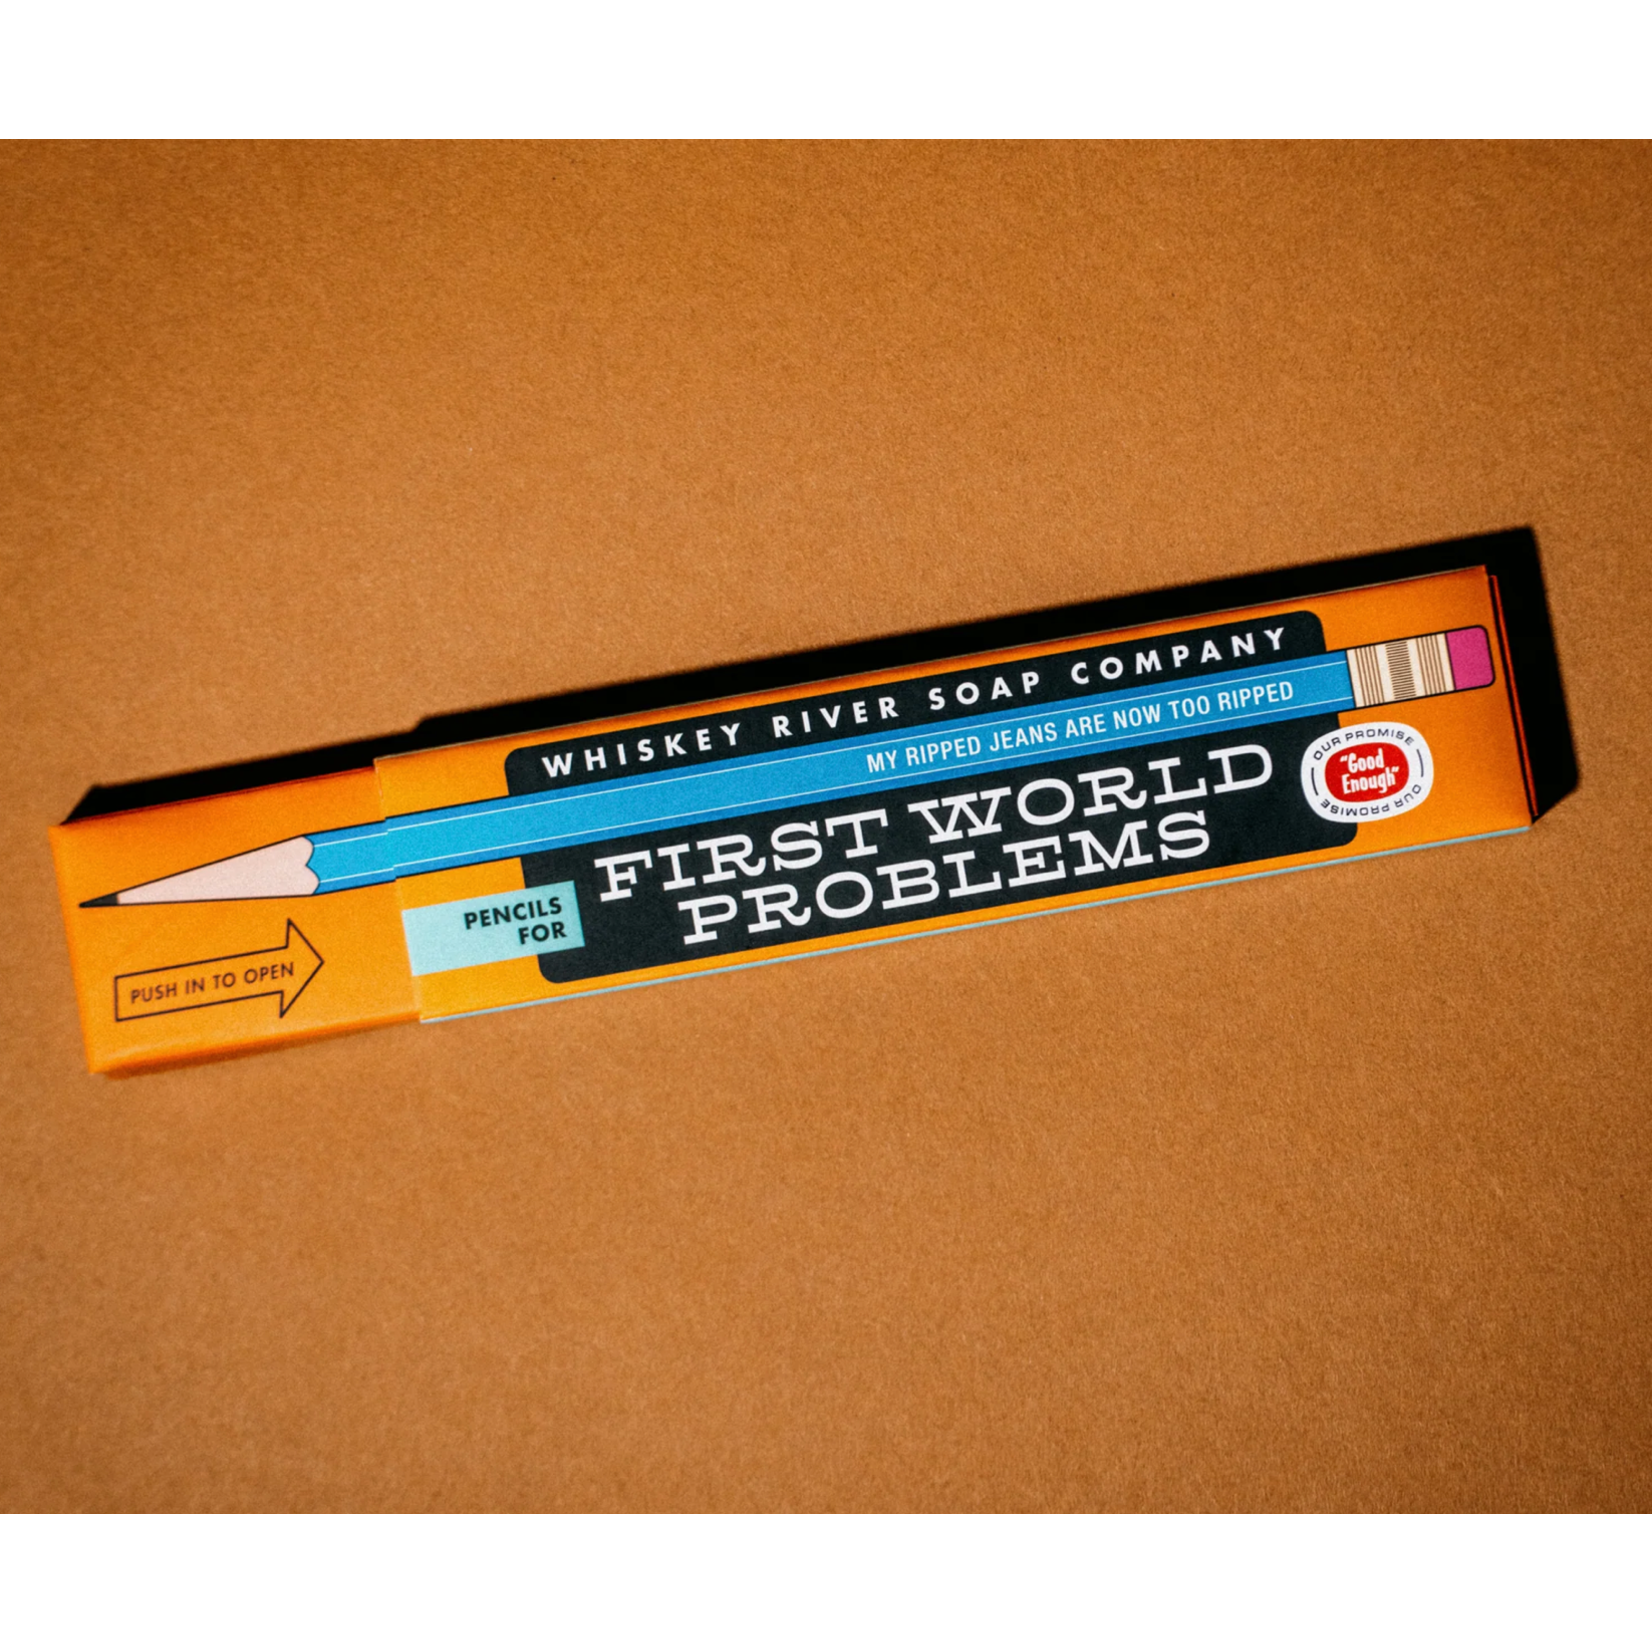 WHISKEY RIVER SOAP COMPANY
MY RIPPED JEANS ARE NOW TOO RIPPED
PENCILS
FOR
FIRST WORLD
PROBLEMS
OUR PROMISE
"Good
Enough"
OUR PROMISE
PUSH IN TO OPEN